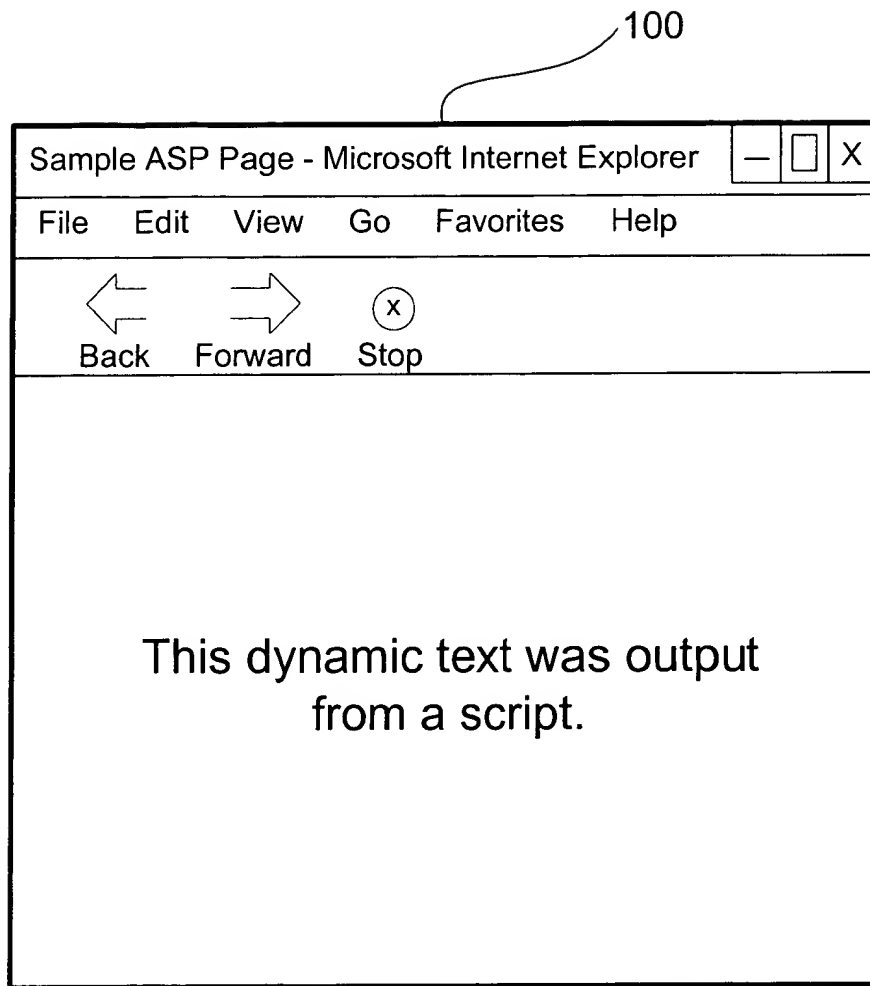 100
Sample ASP Page - Microsoft Internet Explorer — X
File Edit View Go Favorites Help
x
Back Forward Stop
This dynamic text was output
from a script.